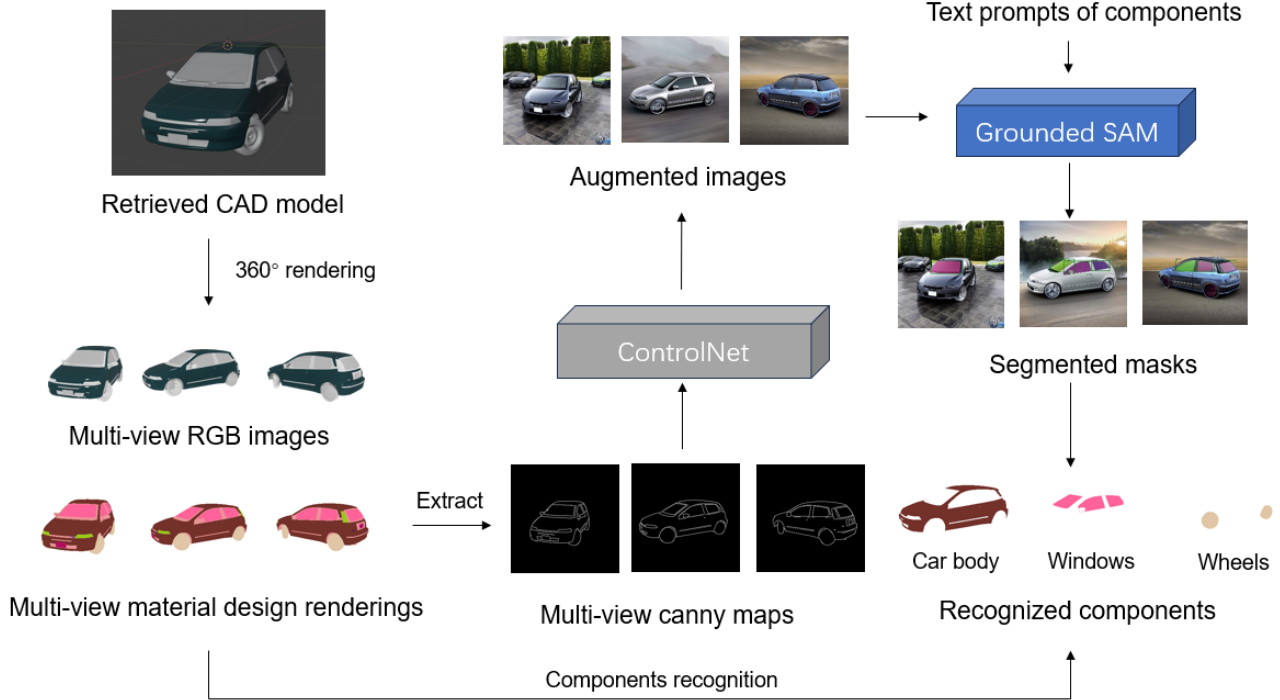 Retrieved CAD model
360° rendering
Multi-view RGB images
Multi-view material design renderings
Extract
Multi-view canny maps
ControlNet
Augmented images
Text prompts of components
Grounded SAM
Segmented masks
Car body
Windows
Wheels
Recognized components
Components recognition